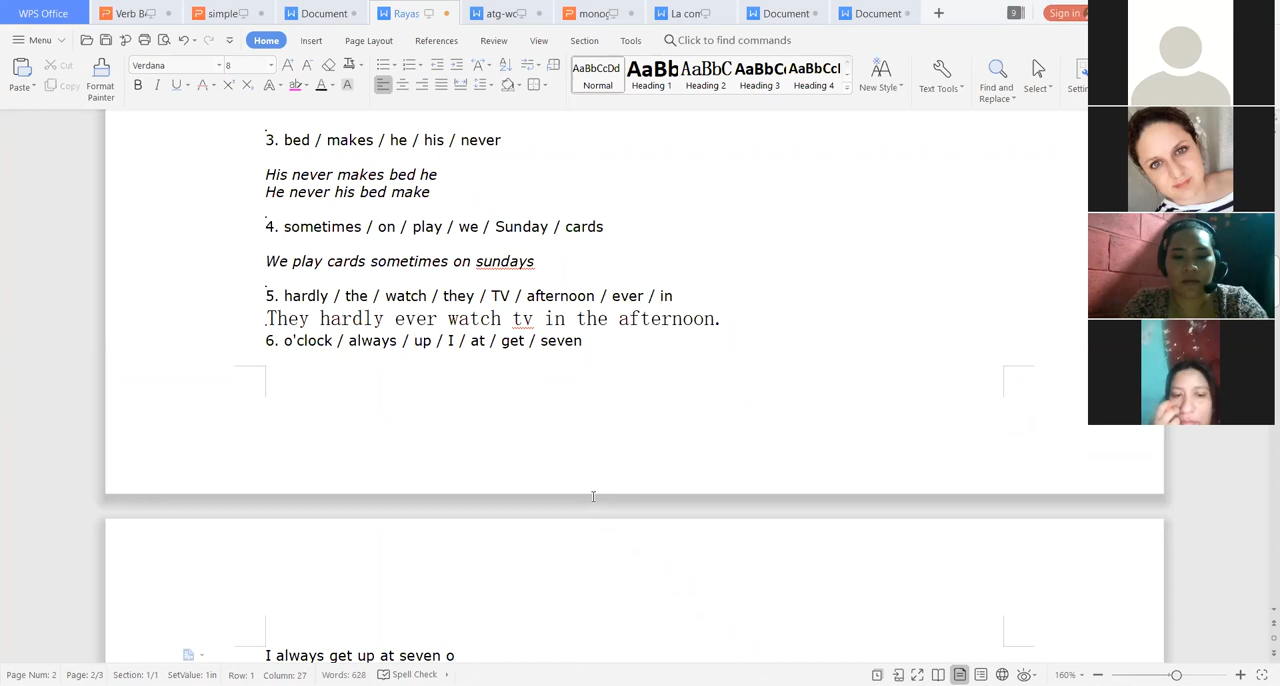 WPS Office Verb B simple Document Rayas atg-wo monog La com Document Document 9 Sign in
Menu Home Insert Page Layout References Review View Section Tools Click to find commands
Paste Cut Copy Format Painter Verdana 8 AaBbCcDd Normal AaBb Heading 1 AaBbC Heading 2 AaBbC Heading 3 AaBbCcl Heading 4 New Style Text Tools Find and Replace Select Settin
3. bed / makes / he / his / never
His never makes bed he
He never his bed make
4. sometimes / on / play / we / Sunday / cards
We play cards sometimes on sundays
5. hardly / the / watch / they / TV / afternoon / ever / in
They hardly ever watch tv in the afternoon.
6. o'clock / always / up / I / at / get / seven
I always get up at seven o
Page Num: 2 Page: 2/3 Section: 1/1 SetValue: 1in Row: 1 Column: 27 Words: 628 Spell Check 160%